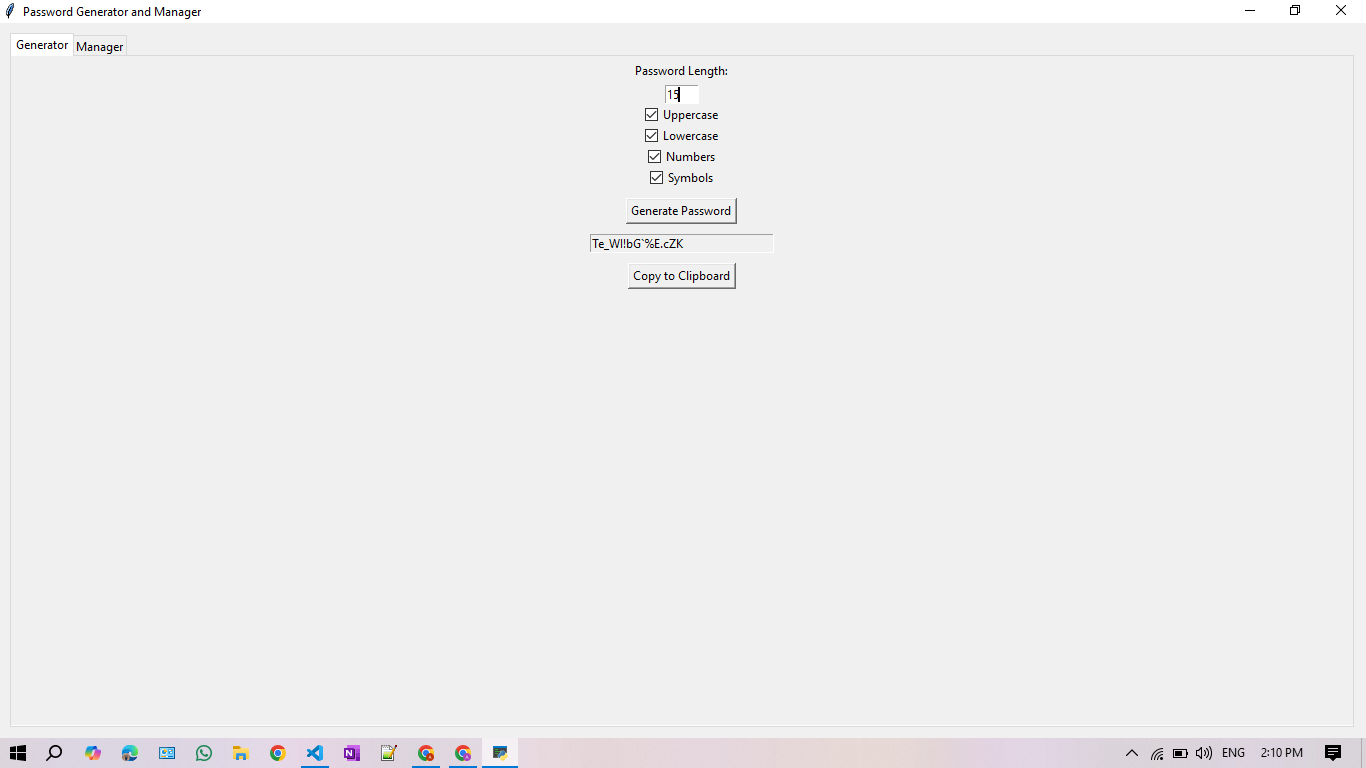 Password Generator and Manager
Generator Manager
Password Length:
15
Uppercase
Lowercase
Numbers
Symbols
Generate Password
Te_WI!bG`%E.cZK
Copy to Clipboard
ENG 2:10 PM